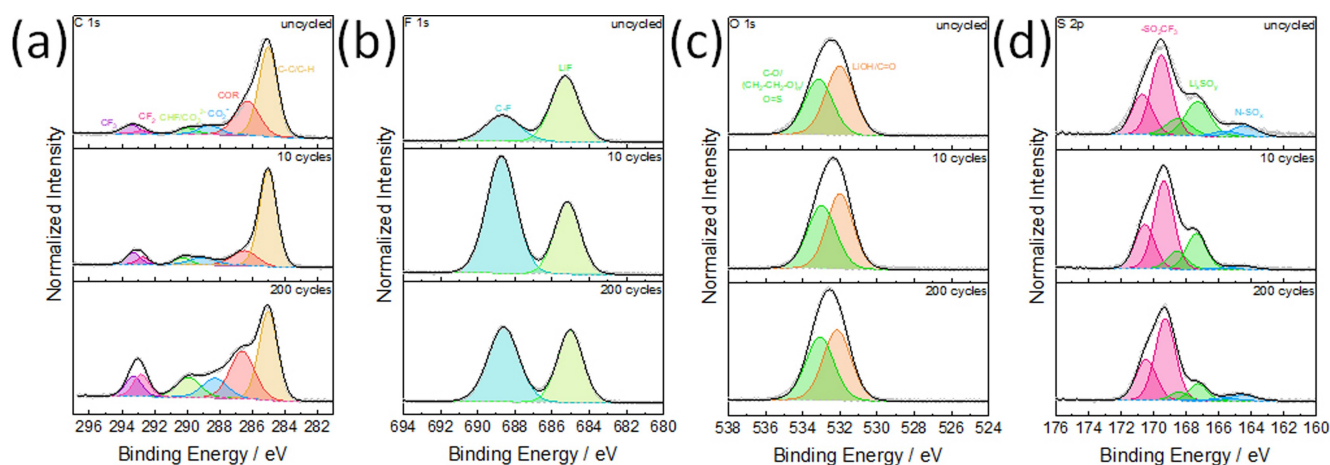 (a)
C 1s
uncycled
CF₃
CF₂
CHF/CO₃²⁻
CO₂⁻
COR
C-C/C-H
10 cycles
200 cycles
Normalized Intensity
296 294 292 290 288 286 284 282
Binding Energy / eV
(b)
F 1s
uncycled
C-F
LiF
10 cycles
200 cycles
Normalized Intensity
694 692 690 688 686 684 682 680
Binding Energy / eV
(c)
O 1s
uncycled
C-O/
(CH₂-CH₂-O)ₓ/
O=S
LiOH/C=O
10 cycles
200 cycles
Normalized Intensity
538 536 534 532 530 528 526 524
Binding Energy / eV
(d)
S 2p
uncycled
-SO₂CF₃
LiₓSOᵧ
N-SOₓ
10 cycles
200 cycles
Normalized Intensity
176 174 172 170 168 166 164 162 160
Binding Energy / eV